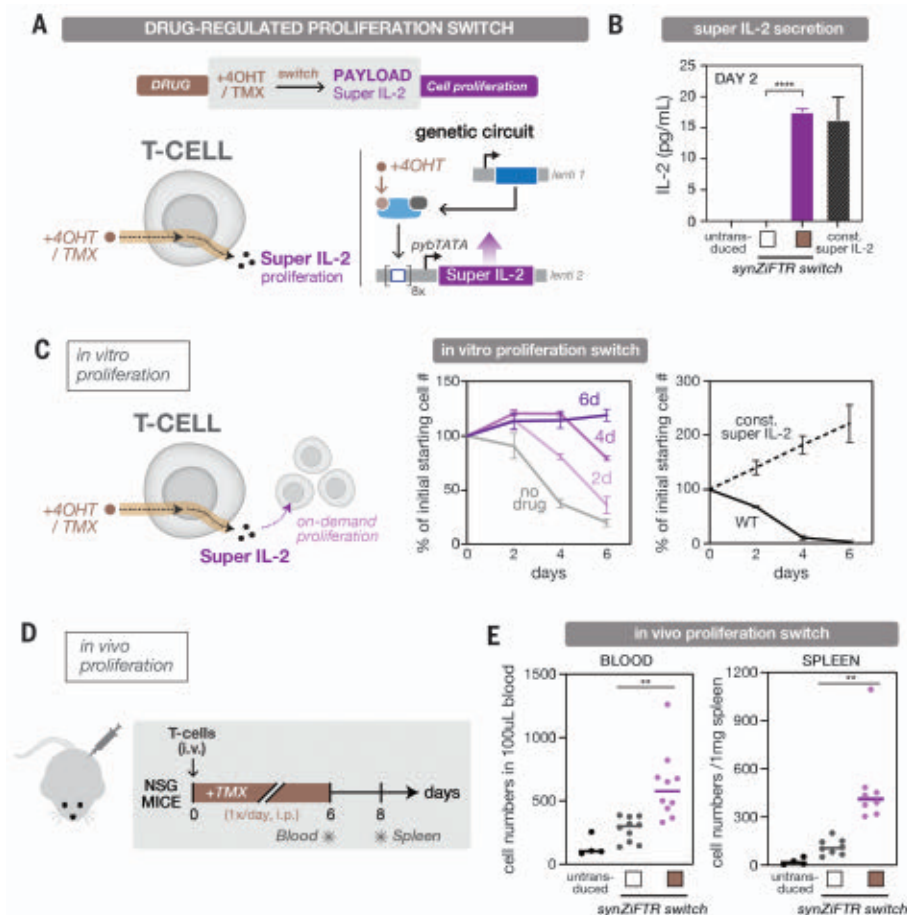 A
DRUG-REGULATED PROLIFERATION SWITCH
DRUG
+4OHT
/ TMX
switch
PAYLOAD
Super IL-2
Cell proliferation
T-CELL
+4OHT
/ TMX
Super IL-2
proliferation
genetic circuit
+4OHT
lenti 1
pybTATA
8x
Super IL-2
lenti 2
B
super IL-2 secretion
DAY 2
****
IL-2 (pg/mL)
25
20
15
10
5
0
untrans-
duced
const.
super IL-2
synZiFTR switch
C
in vitro
proliferation
T-CELL
+4OHT
/ TMX
Super IL-2
on-demand
proliferation
in vitro proliferation switch
% of initial starting cell #
150
100
50
0
6d
4d
2d
no
drug
0 2 4 6
days
% of initial starting cell #
300
200
100
0
const.
super IL-2
WT
0 2 4 6
days
D
in vivo
proliferation
T-cells
(i.v.)
NSG
MICE
+TMX
days
0
(1x/day, i.p.)
6
8
Blood
Spleen
E
in vivo proliferation switch
BLOOD
**
cell numbers in 100uL blood
1500
1000
500
0
untrans-
duced
synZiFTR switch
SPLEEN
**
cell numbers /1mg spleen
1200
900
600
300
0
untrans-
duced
synZiFTR switch